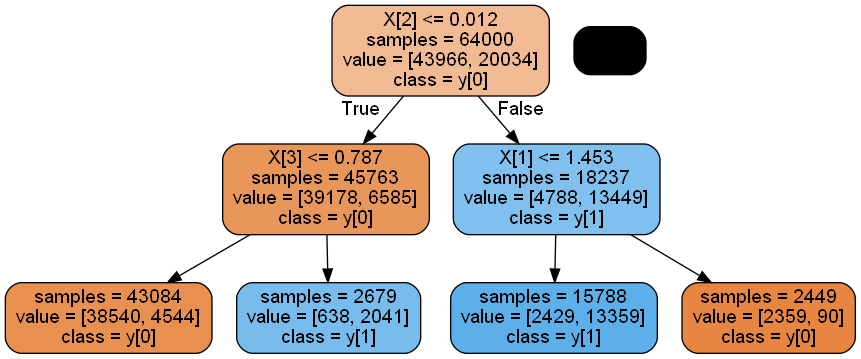 X[2] <= 0.012
samples = 64000
value = [43966, 20034]
class = y[0]
True
False
X[3] <= 0.787
samples = 45763
value = [39178, 6585]
class = y[0]
X[1] <= 1.453
samples = 18237
value = [4788, 13449]
class = y[1]
samples = 43084
value = [38540, 4544]
class = y[0]
samples = 2679
value = [638, 2041]
class = y[1]
samples = 15788
value = [2429, 13359]
class = y[1]
samples = 2449
value = [2359, 90]
class = y[0]